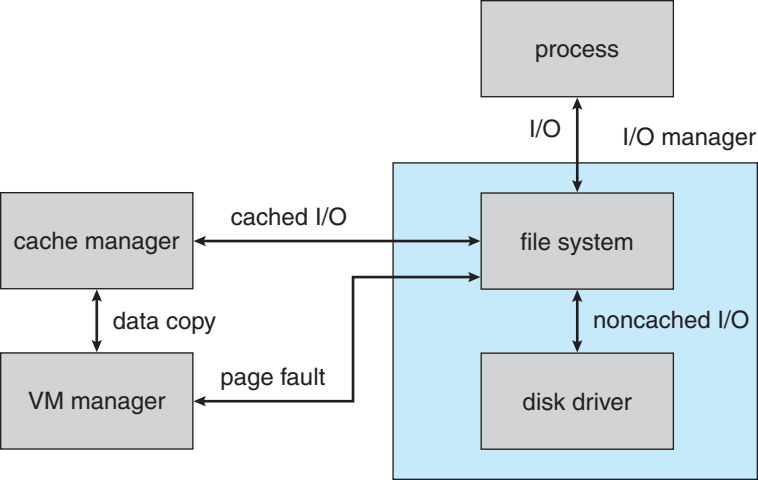 process
I/O
I/O manager
cached I/O
cache manager
file system
data copy
noncached I/O
page fault
VM manager
disk driver